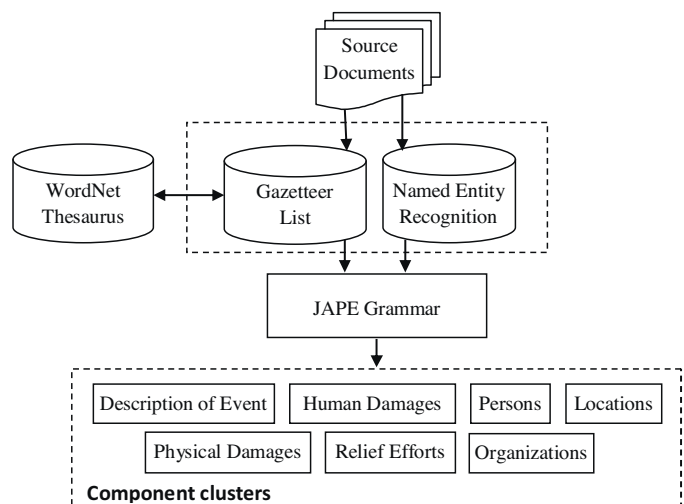 Source
Documents
WordNet
Thesaurus
Gazetteer
List
Named Entity
Recognition
JAPE Grammar
Description of Event
Human Damages
Persons
Locations
Physical Damages
Relief Efforts
Organizations
Component clusters